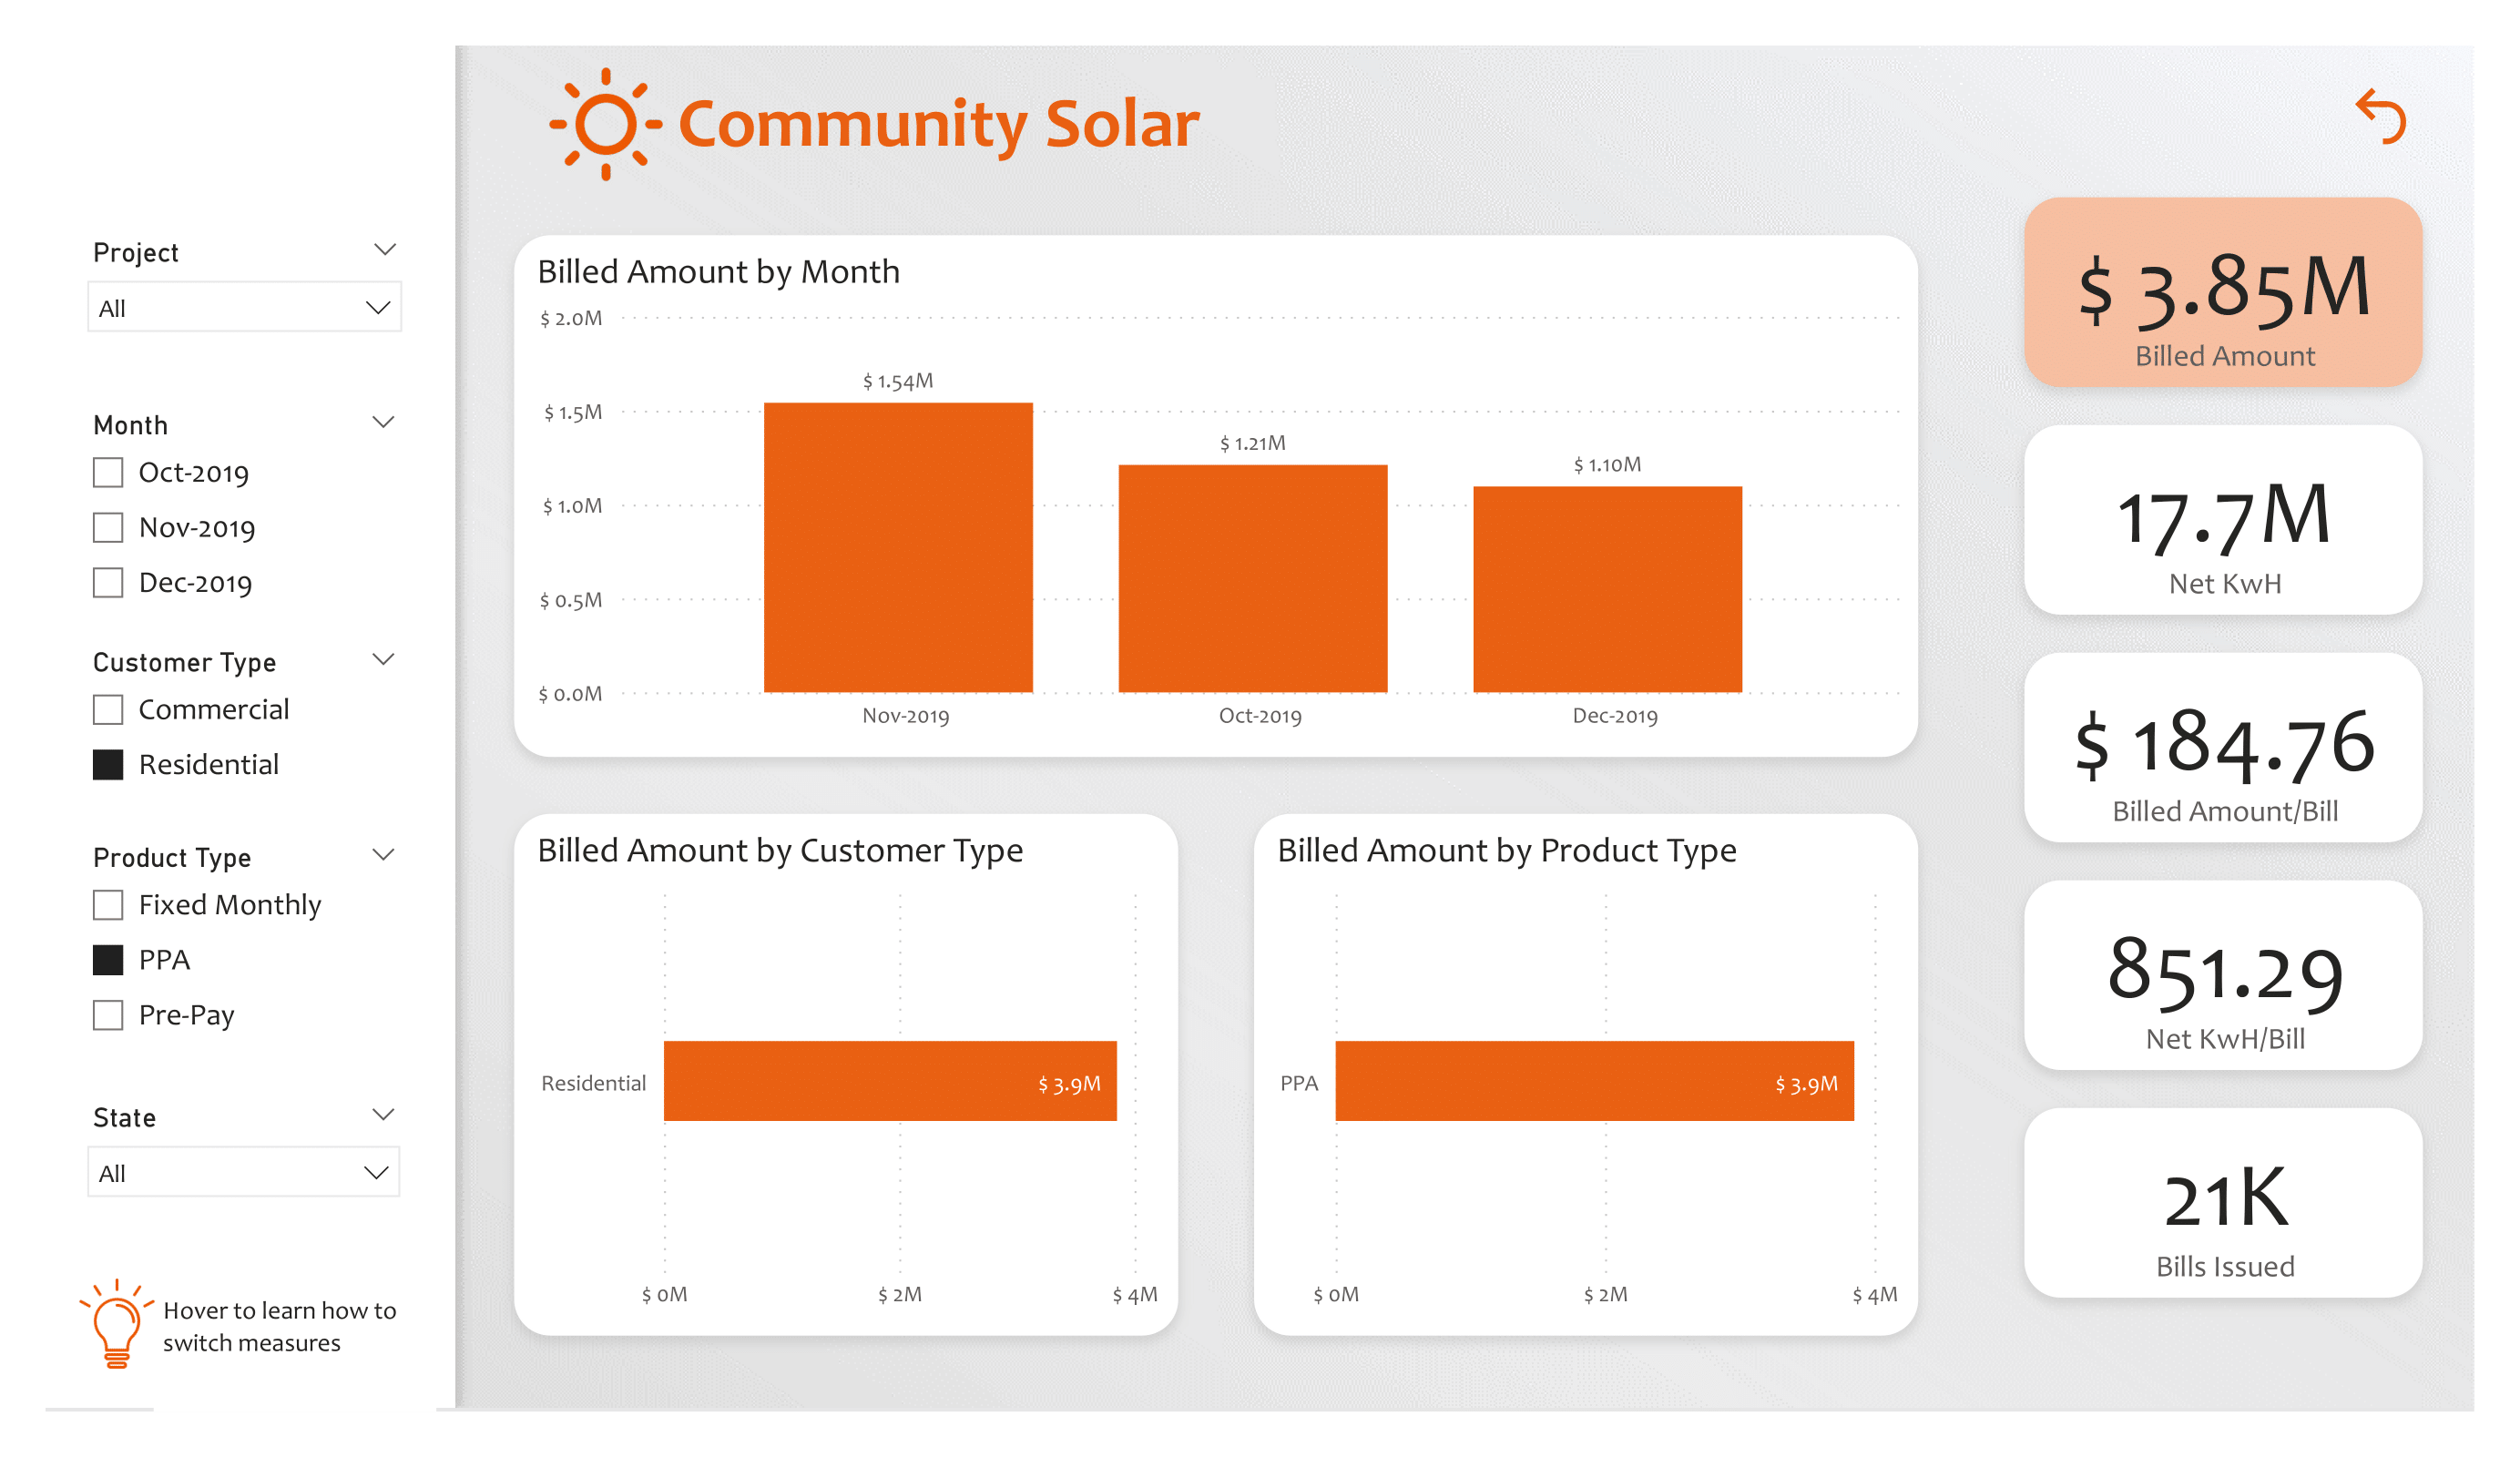 Community Solar
Project
All
Month
Oct-2019
Nov-2019
Dec-2019
Customer Type
Commercial
Residential
Product Type
Fixed Monthly
PPA
Pre-Pay
State
All
Hover to learn how to
switch measures
Billed Amount by Month
$ 2.0M
$ 1.5M
$ 1.0M
$ 0.5M
$ 0.0M
$ 1.54M
$ 1.21M
$ 1.10M
Nov-2019
Oct-2019
Dec-2019
Billed Amount by Customer Type
Residential
$ 3.9M
$ 0M
$ 2M
$ 4M
Billed Amount by Product Type
PPA
$ 3.9M
$ 0M
$ 2M
$ 4M
$ 3.85M
Billed Amount
17.7M
Net KwH
$ 184.76
Billed Amount/Bill
851.29
Net KwH/Bill
21K
Bills Issued